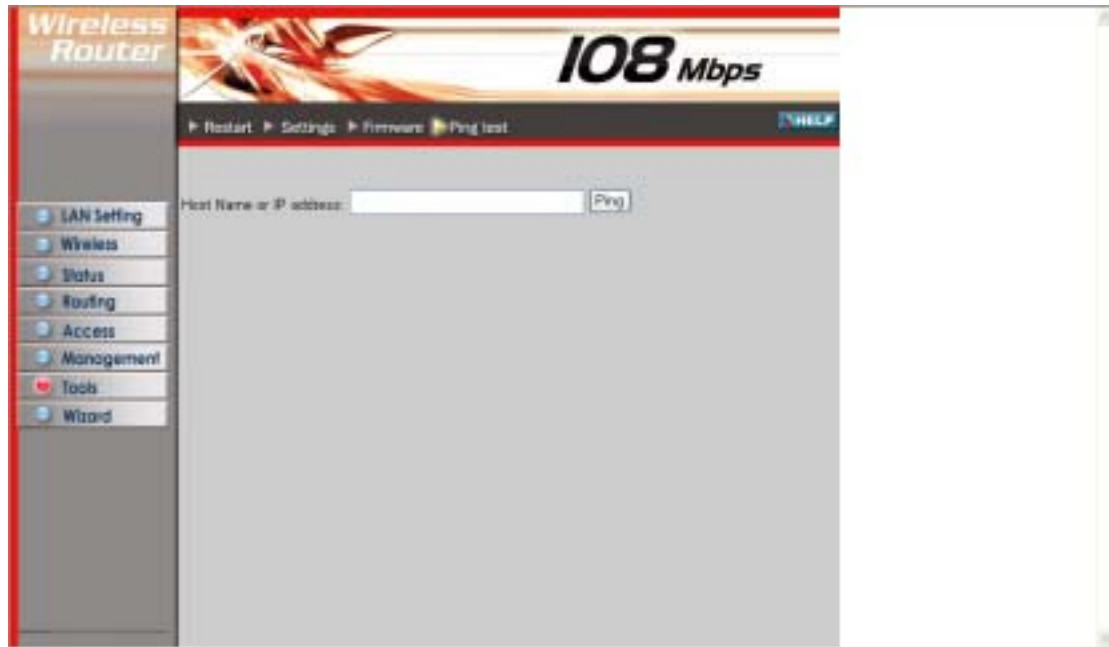 Wireless
Router
108 Mbps
Restart Settings Firmware Ping test
HELP
Host Name or IP address: Ping
LAN Setting
Wireless
Status
Routing
Access
Management
Tools
Wizard